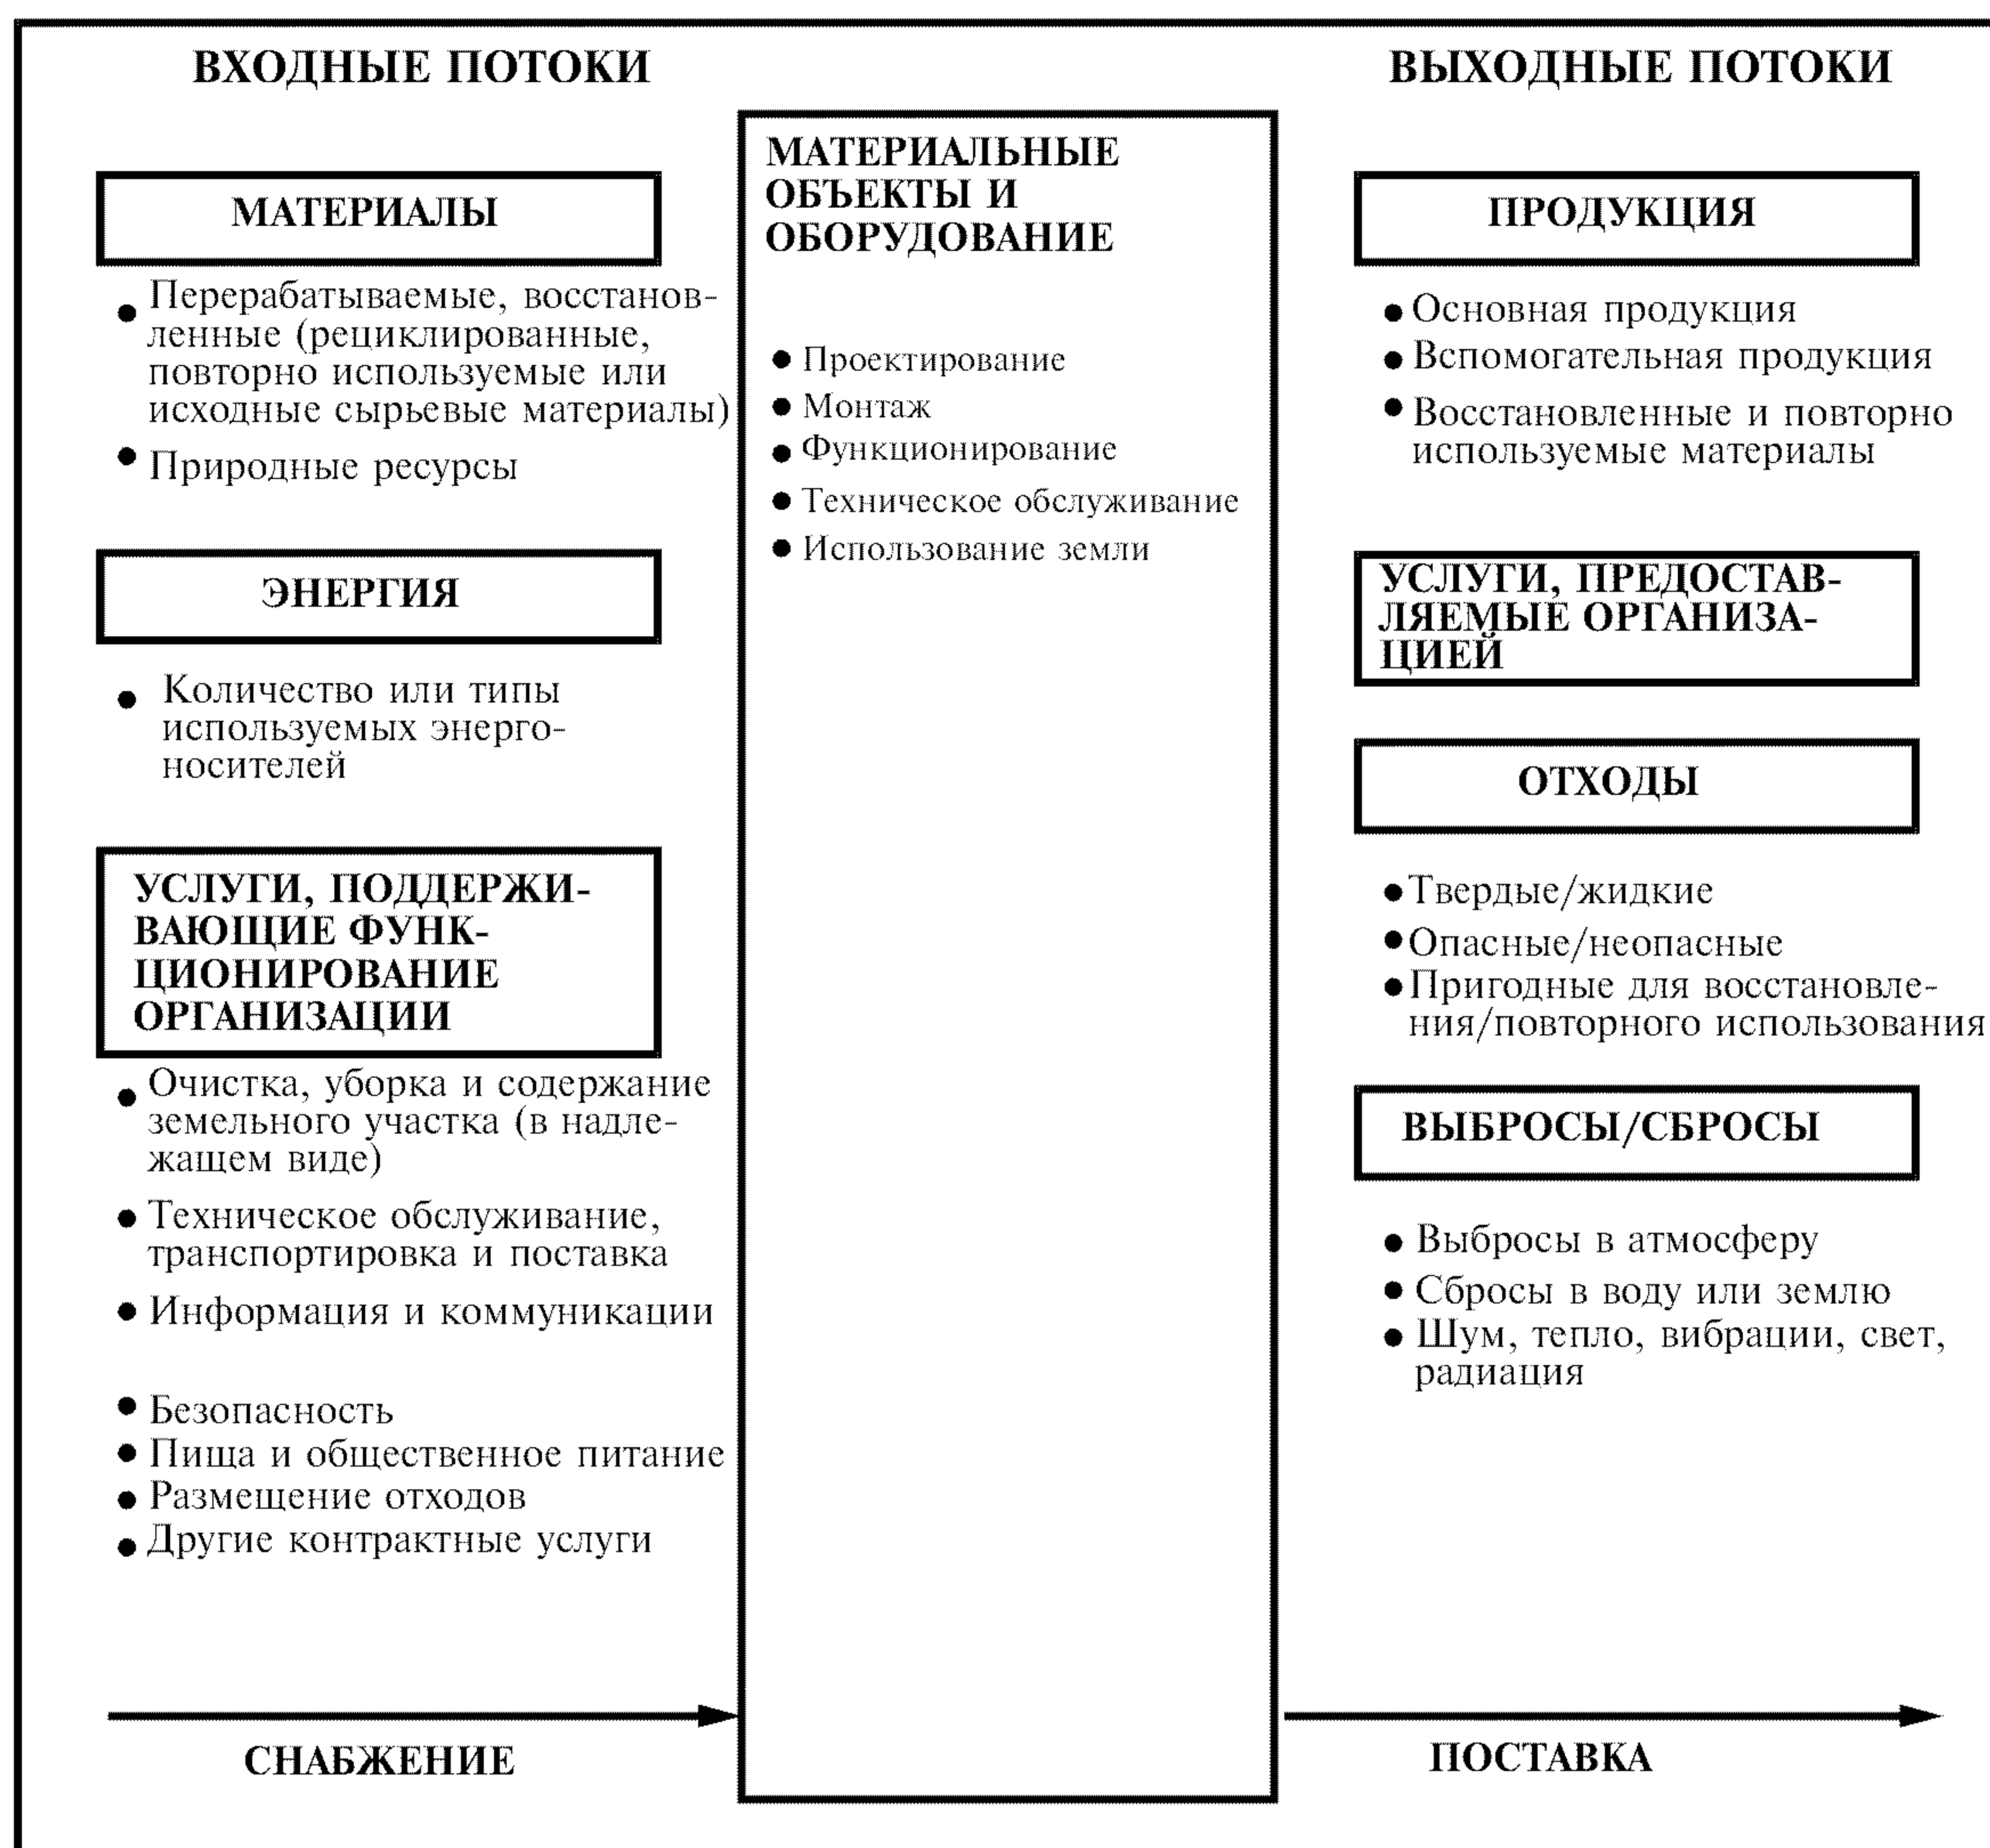 ВХОДНЫЕ ПОТОКИ
МАТЕРИАЛЫ
● Перерабатываемые, восстанов-
ленные (рециклированные,
повторно используемые или
исходные сырьевые материалы)
● Природные ресурсы
ЭНЕРГИЯ
● Количество или типы
используемых энерго-
носителей
УСЛУГИ, ПОДДЕРЖИ-
ВАЮЩИЕ ФУНК-
ЦИОНИРОВАНИЕ
ОРГАНИЗАЦИИ
● Очистка, уборка и содержание
земельного участка (в надле-
жащем виде)
● Техническое обслуживание,
транспортировка и поставка
● Информация и коммуникации
● Безопасность
● Пища и общественное питание
● Размещение отходов
● Другие контрактные услуги
СНАБЖЕНИЕ
МАТЕРИАЛЬНЫЕ
ОБЪЕКТЫ И
ОБОРУДОВАНИЕ
● Проектирование
● Монтаж
● Функционирование
● Техническое обслуживание
● Использование земли
ВЫХОДНЫЕ ПОТОКИ
ПРОДУКЦИЯ
● Основная продукция
● Вспомогательная продукция
● Восстановленные и повторно
используемые материалы
УСЛУГИ, ПРЕДОСТАВ-
ЛЯЕМЫЕ ОРГАНИЗА-
ЦИЕЙ
ОТХОДЫ
● Твердые/жидкие
● Опасные/неопасные
● Пригодные для восстановле-
ния/повторного использования
ВЫБРОСЫ/СБРОСЫ
● Выбросы в атмосферу
● Сбросы в воду или землю
● Шум, тепло, вибрации, свет,
радиация
ПОСТАВКА